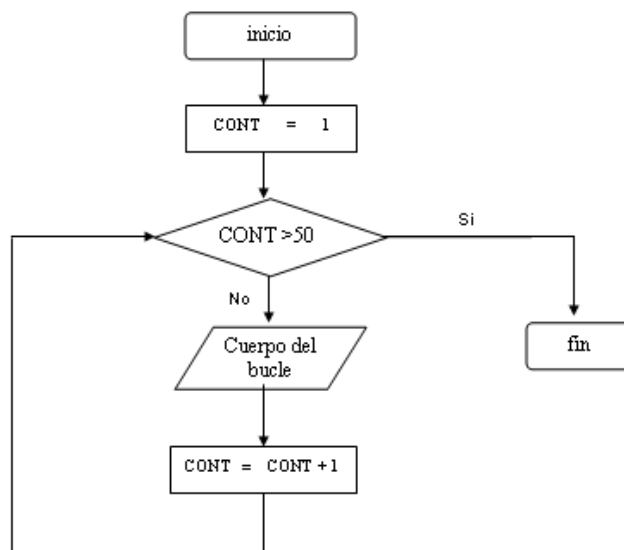 inicio
CONT = 1
CONT >50
Si
No
Cuerpo del
bucle
fin
CONT = CONT +1